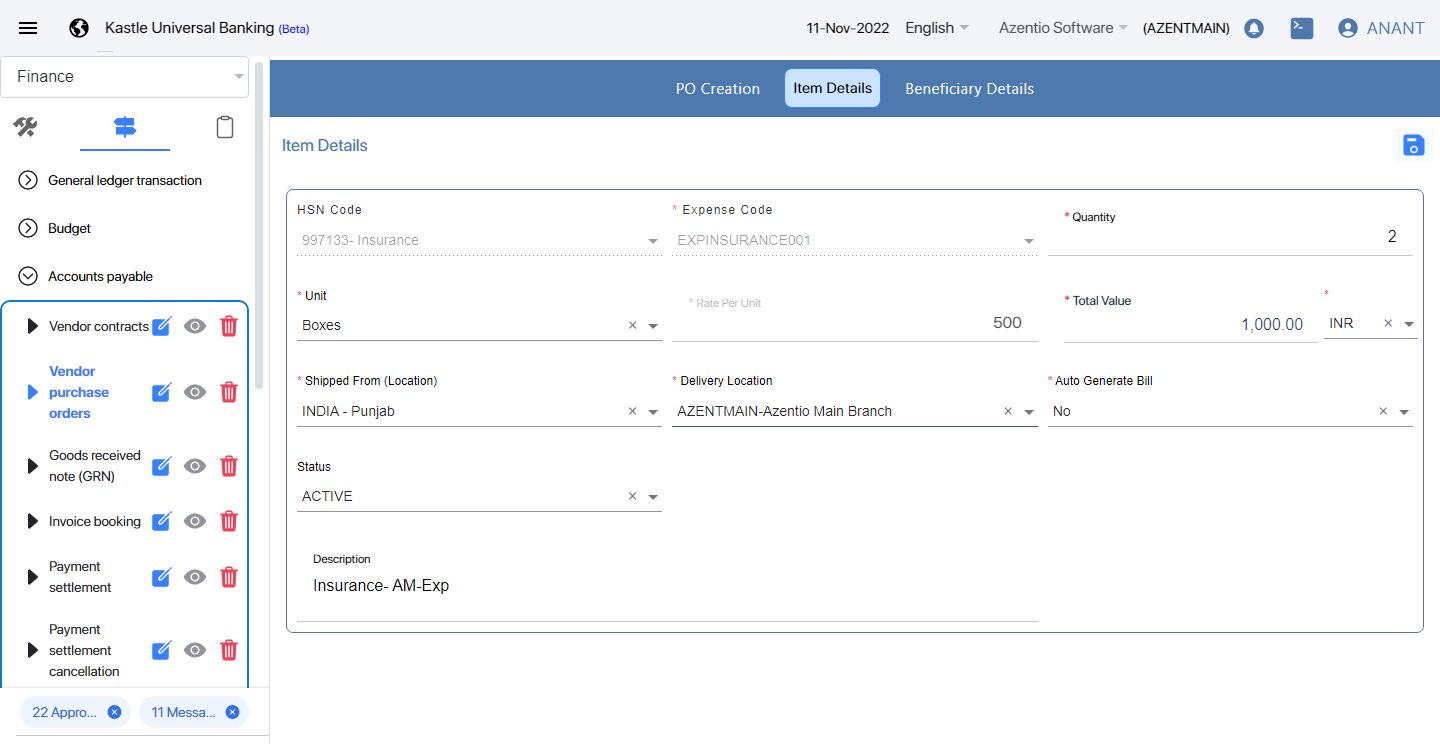 Kastle Universal Banking (Beta)
11-Nov-2022 English Azentio Software (AZENTMAIN) ANANT
Finance
General ledger transaction
Budget
Accounts payable
Vendor contracts
Vendor
purchase
orders
Goods received
note (GRN)
Invoice booking
Payment
settlement
Payment
settlement
cancellation
22 Appro... 11 Messa...
PO Creation Item Details Beneficiary Details
Item Details
HSN Code
997133- Insurance
* Expense Code
EXPINSURANCE001
* Quantity
2
* Unit
Boxes × 
* Rate Per Unit
500
* Total Value
1,000.00
*
INR ×
* Shipped From (Location)
INDIA - Punjab ×
* Delivery Location
AZENTMAIN-Azentio Main Branch ×
* Auto Generate Bill
No ×
Status
ACTIVE ×
Description
Insurance- AM-Exp